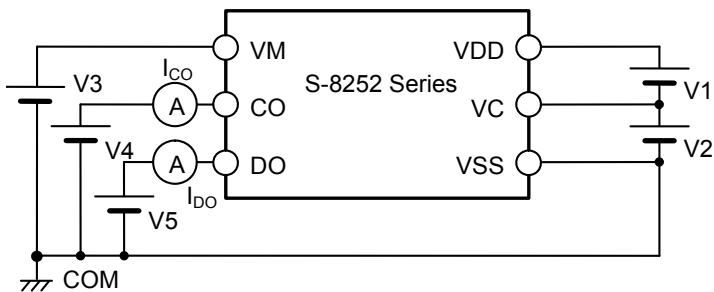 VM
VDD
I_CO
S-8252 Series
V3
V1
A
CO
VC
V4
V2
A
DO
VSS
I_DO
V5
COM